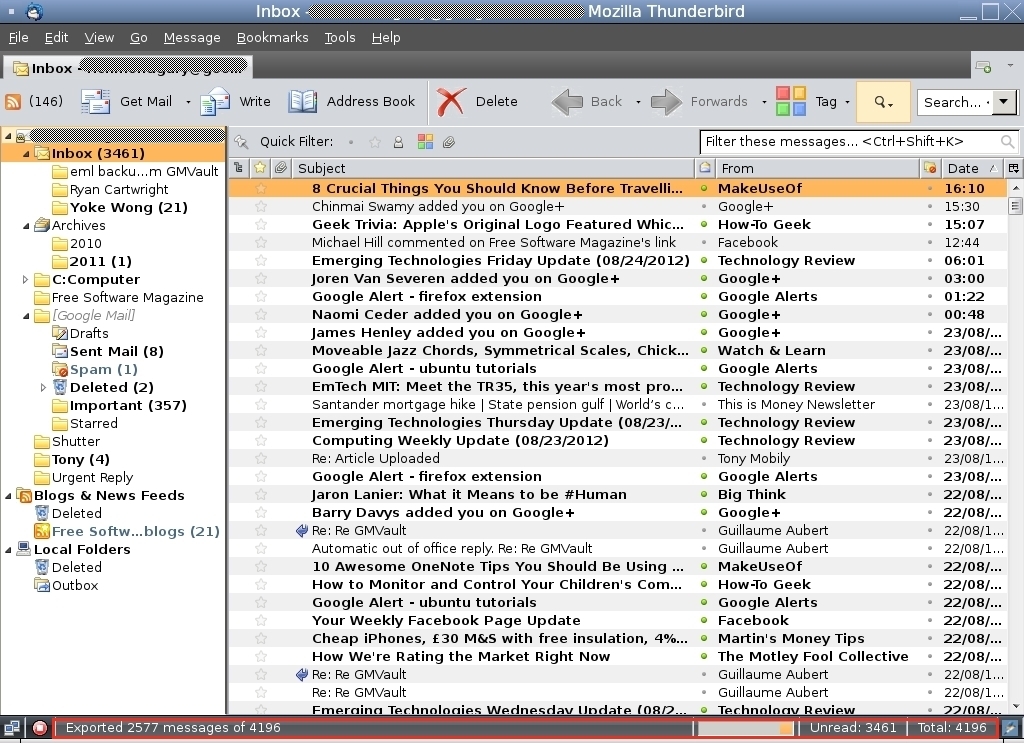 Inbox - Mozilla Thunderbird
File Edit View Go Message Bookmarks Tools Help
Inbox -
(146) Get Mail Write Address Book Delete Back Forwards Tag Search...
Inbox (3461)
eml backu...m GMVault
Ryan Cartwright
Yoke Wong (21)
Archives
2010
2011 (1)
C:Computer
Free Software Magazine
[Google Mail]
Drafts
Sent Mail (8)
Spam (1)
Deleted (2)
Important (357)
Starred
Shutter
Tony (4)
Urgent Reply
Blogs & News Feeds
Deleted
Free Softw...blogs (21)
Local Folders
Deleted
Outbox
Quick Filter: Filter these messages... <Ctrl+Shift+K>
Subject From Date
8 Crucial Things You Should Know Before Travelli... MakeUseOf 16:10
Chinmai Swamy added you on Google+ Google+ 15:30
Geek Trivia: Apple's Original Logo Featured Whic... How-To Geek 15:07
Michael Hill commented on Free Software Magazine's link Facebook 12:44
Emerging Technologies Friday Update (08/24/2012) Technology Review 06:01
Joren Van Severen added you on Google+ Google+ 03:00
Google Alert - firefox extension Google Alerts 01:22
Naomi Ceder added you on Google+ Google+ 00:48
James Henley added you on Google+ Google+ 23/08/...
Moveable Jazz Chords, Symmetrical Scales, Chick... Watch & Learn 23/08/...
Google Alert - ubuntu tutorials Google Alerts 23/08/...
EmTech MIT: Meet the TR35, this year's most pro... Technology Review 23/08/...
Santander mortgage hike | State pension gulf | World's c... This is Money Newsletter 23/08/1...
Emerging Technologies Thursday Update (08/23/... Technology Review 23/08/...
Computing Weekly Update (08/23/2012) Technology Review 23/08/...
Re: Article Uploaded Tony Mobily 23/08/1...
Google Alert - firefox extension Google Alerts 23/08/...
Jaron Lanier: What it Means to be #Human Big Think 22/08/...
Barry Davys added you on Google+ Google+ 22/08/...
Re: Re GMVault Guillaume Aubert 22/08/1...
Automatic out of office reply. Re: Re GMVault Guillaume Aubert 22/08/1...
10 Awesome OneNote Tips You Should Be Using ... MakeUseOf 22/08/...
How to Monitor and Control Your Children's Com... How-To Geek 22/08/...
Google Alert - ubuntu tutorials Google Alerts 22/08/...
Your Weekly Facebook Page Update Facebook 22/08/...
Cheap iPhones, £30 M&S with free insulation, 4%... Martin's Money Tips 22/08/...
How We're Rating the Market Right Now The Motley Fool Collective 22/08/...
Re: Re GMVault Guillaume Aubert 22/08/1...
Re: Re GMVault Guillaume Aubert 22/08/1...
Emerging Technologies Wednesday Update (08/2... Technology Review 22/08/...
Exported 2577 messages of 4196 Unread: 3461 Total: 4196